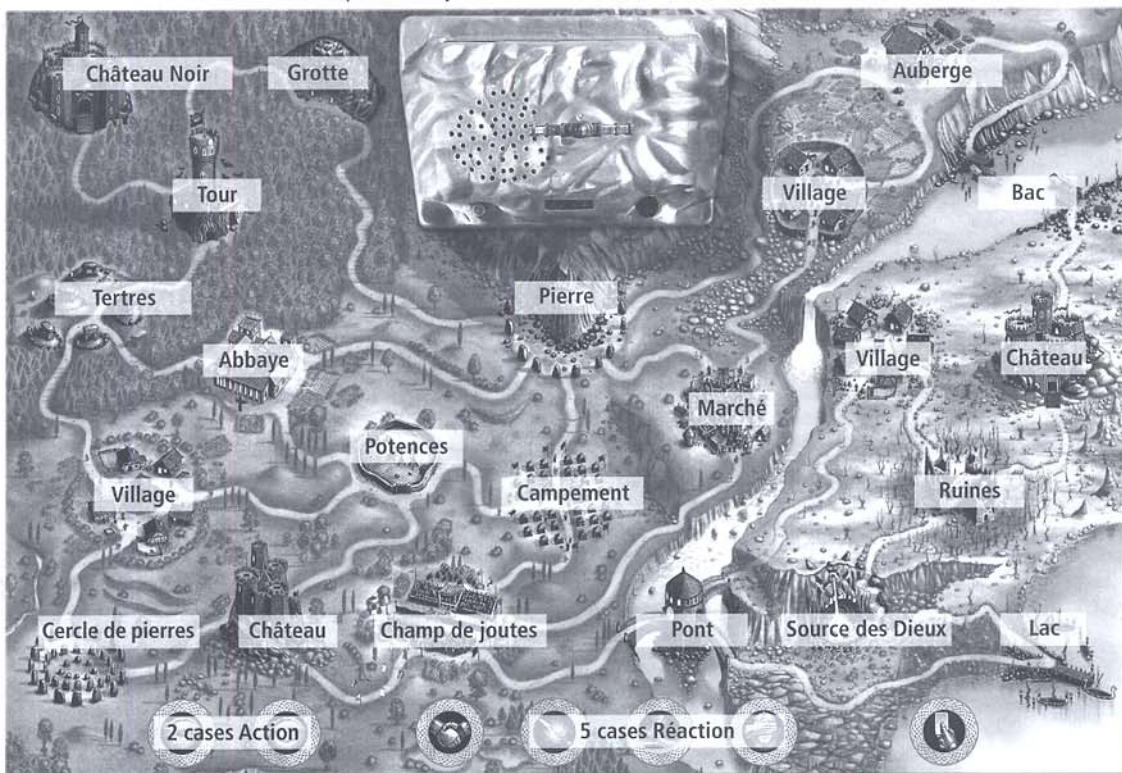 Château Noir
Grotte
Auberge
Tour
Village
Bac
Tertres
Pierre
Abbaye
Village
Château
Marché
Potences
Village
Campement
Ruines
Cercle de pierres
Château
Champ de joutes
Pont
Source des Dieux
Lac
2 cases Action
5 cases Réaction